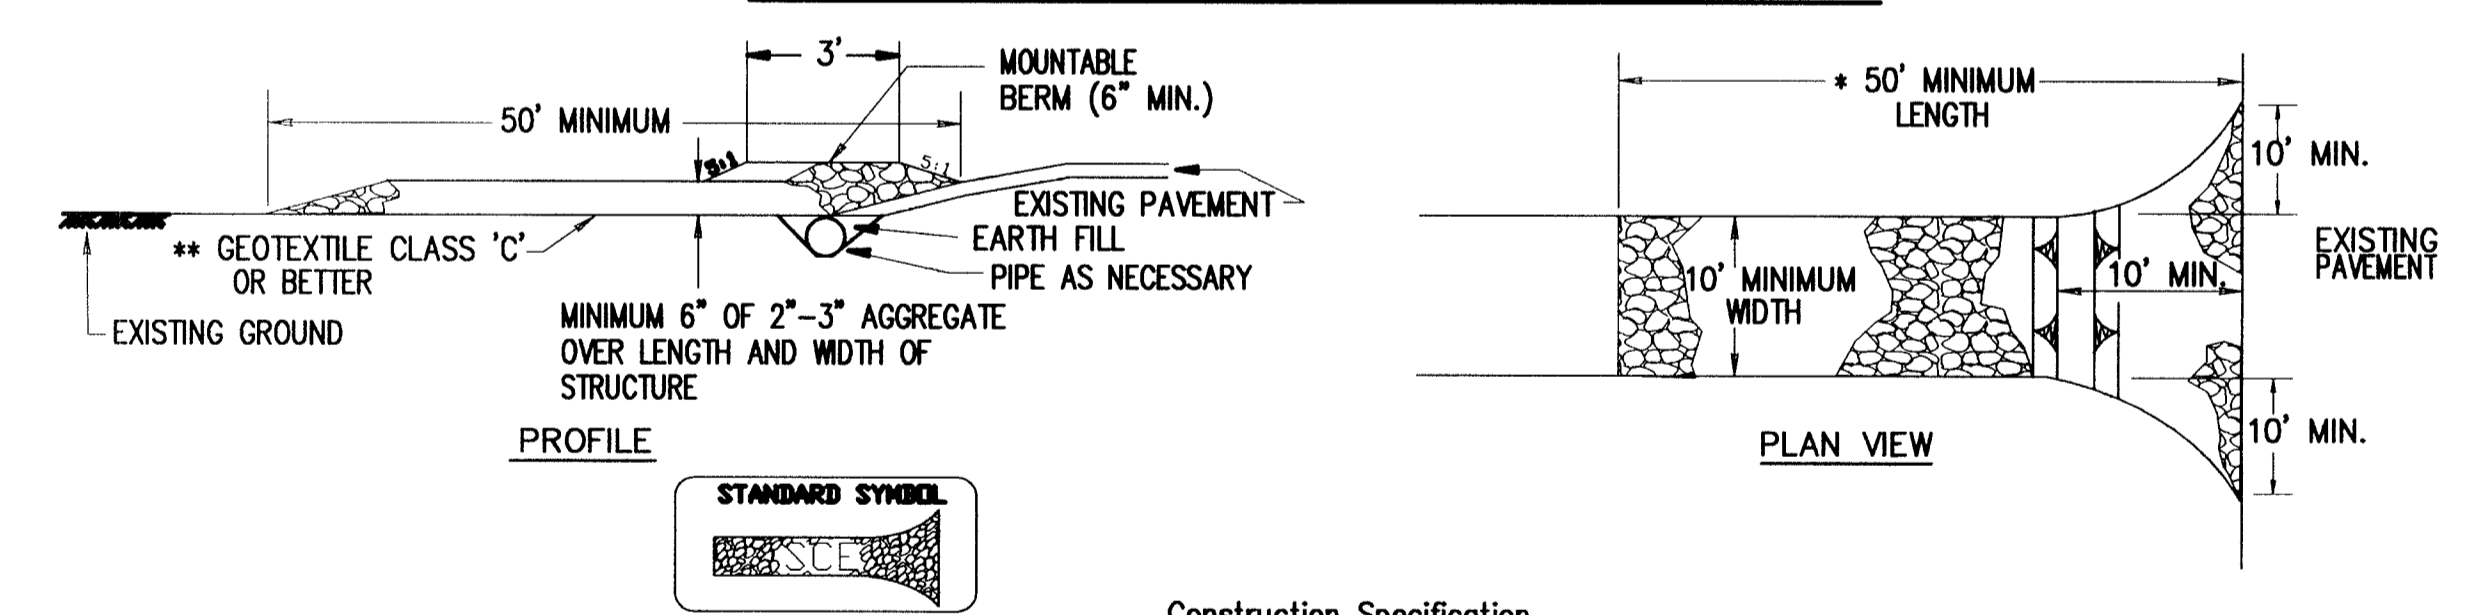 3'
MOUNTABLE
BERM (6" MIN.)
50' MINIMUM
5:1
5:1
EXISTING PAVEMENT
** GEOTEXTILE CLASS 'C'
OR BETTER
EARTH FILL
PIPE AS NECESSARY
EXISTING GROUND
MINIMUM 6" OF 2"-3" AGGREGATE
OVER LENGTH AND WIDTH OF
STRUCTURE
PROFILE
STANDARD SYMBOL
SCE
* 50' MINIMUM
LENGTH
10' MIN.
EXISTING
PAVEMENT
10' MINIMUM
WIDTH
10' MIN.
10' MIN.
PLAN VIEW
Construction Specification